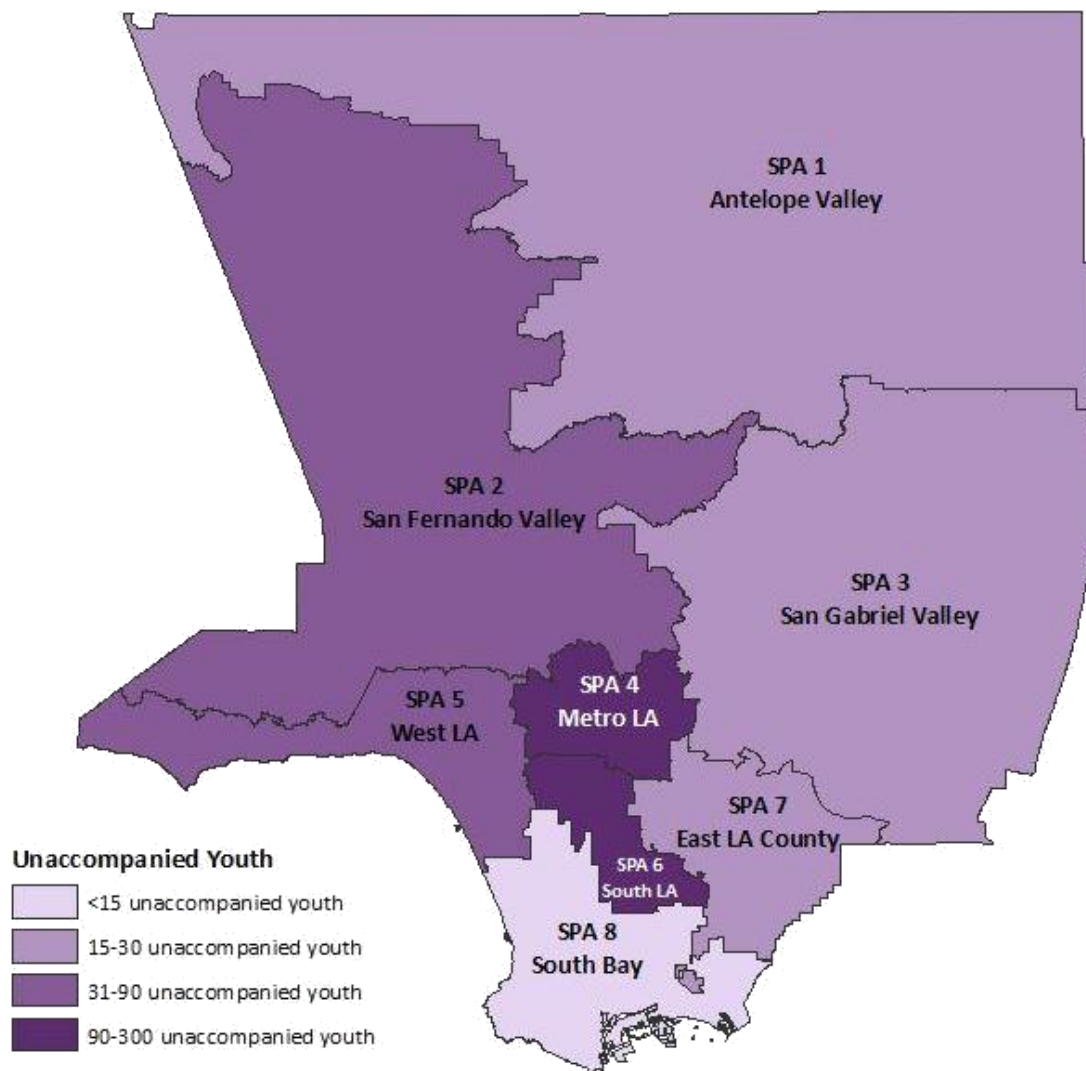 SPA 1
Antelope Valley
SPA 2
San Fernando Valley
SPA 3
San Gabriel Valley
SPA 4
Metro LA
SPA 5
West LA
SPA 7
East LA County
SPA 6
South LA
SPA 8
South Bay
Unaccompanied Youth
<15 unaccompanied youth
15-30 unaccompanied youth
31-90 unaccompanied youth
90-300 unaccompanied youth